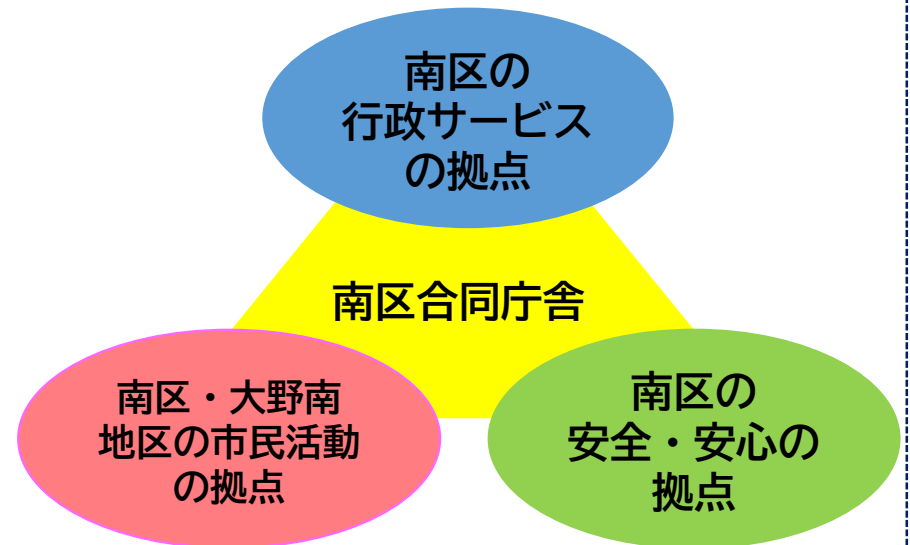 南区の
行政サービス
の拠点
南区合同庁舎
南区・大野南
地区の市民活動
の拠点
南区の
安全・安心の
拠点